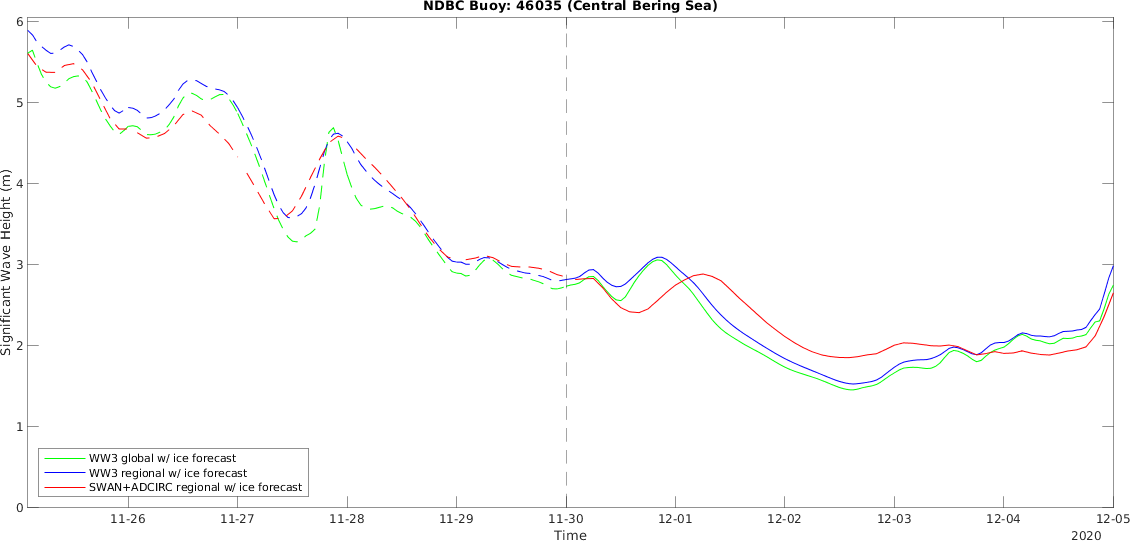 NDBC Buoy: 46035 (Central Bering Sea)
6
5
4
3
2
1
0
Significant Wave Height (m)
WW3 global w/ ice forecast
WW3 regional w/ ice forecast
SWAN+ADCIRC regional w/ ice forecast
11-26 11-27 11-28 11-29 11-30 12-01 12-02 12-03 12-04 12-05
Time
2020